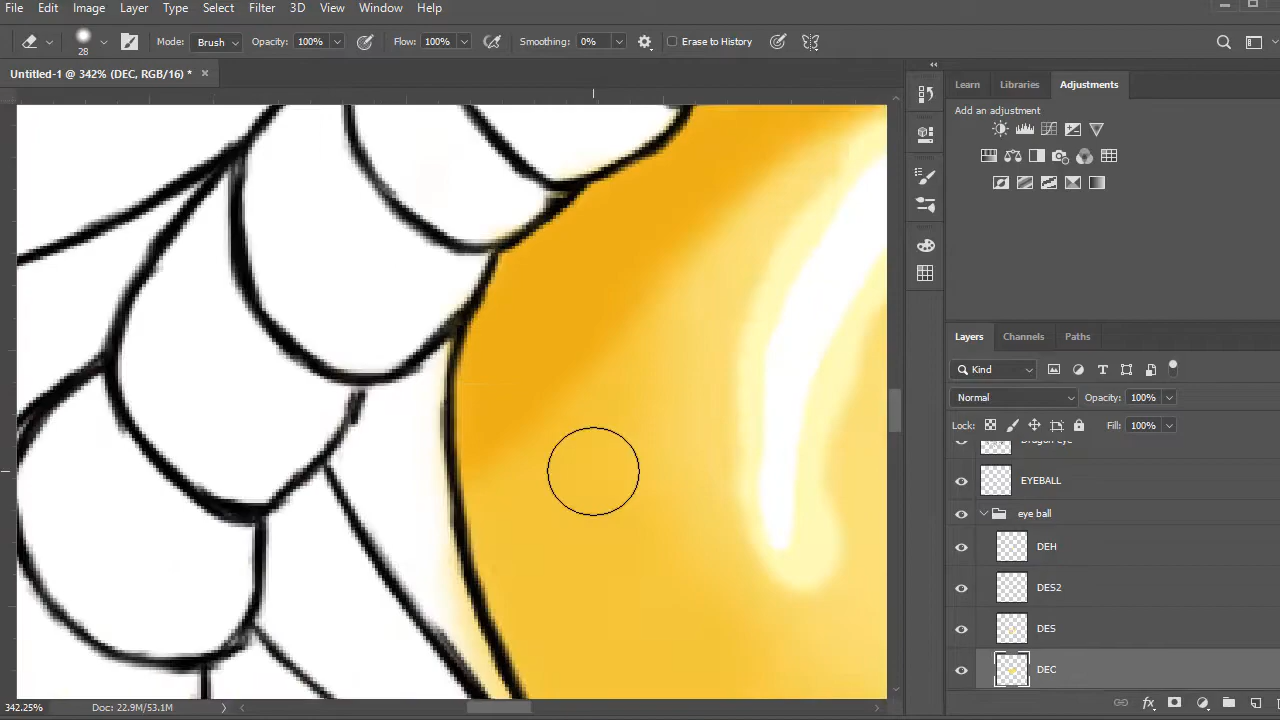 File Edit Image Layer Type Select Filter 3D View Window Help
28 Mode: Brush Opacity: 100% Flow: 100% Smoothing: 0% Erase to History
Untitled-1 @ 342% (DEC, RGB/16) * ×
Learn Libraries Adjustments
Add an adjustment
Layers Channels Paths
Kind
Normal Opacity: 100%
Lock: Fill: 100%
Dragon eye
EYEBALL
eye ball
DEH
DES2
DES
DEC
342.25% Doc: 22.9M/53.1M